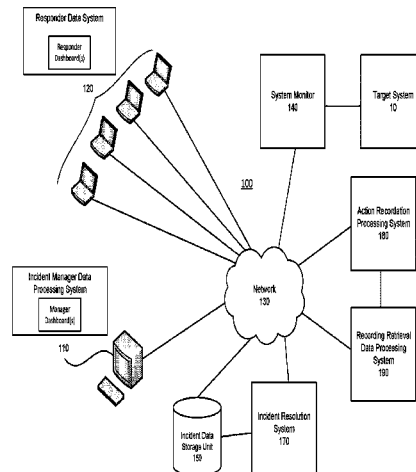 Responder Data System
Responder
Dashboard(s)
120
System Monitor
140
Target System
10
100
Action Recordation
Processing System
180
Network
130
Incident Manager Data
Processing System
Manager
Dashboard(s)
110
Recording Retrieval
Data Processing
System
190
Incident Data
Storage Unit
150
Incident Resolution
System
170